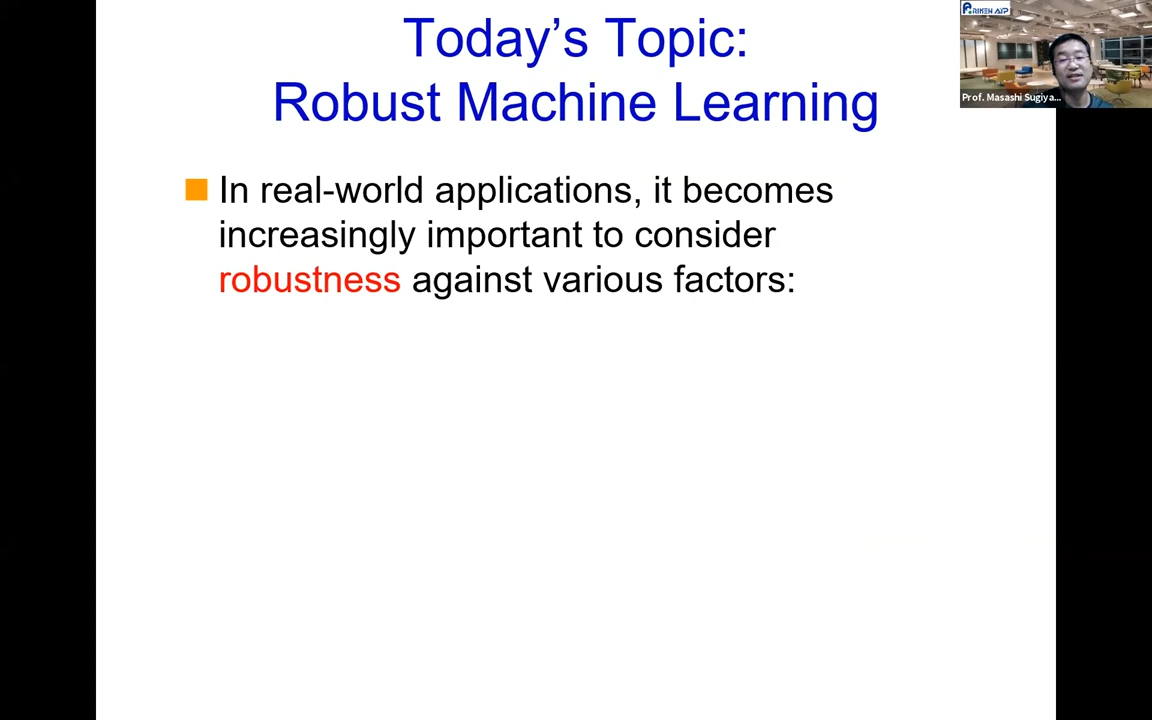 Today’s Topic:
Robust Machine Learning
In real-world applications, it becomes
increasingly important to consider
robustness against various factors:
RIKEN AIP
Prof. Masashi Sugiya...